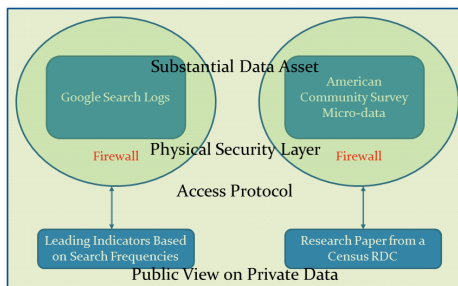 Substantial Data Asset
Google Search Logs
American
Community Survey
Micro-data
Firewall
Physical Security Layer
Firewall
Access Protocol
Leading Indicators Based
on Search Frequencies
Research Paper from a
Census RDC
Public View on Private Data